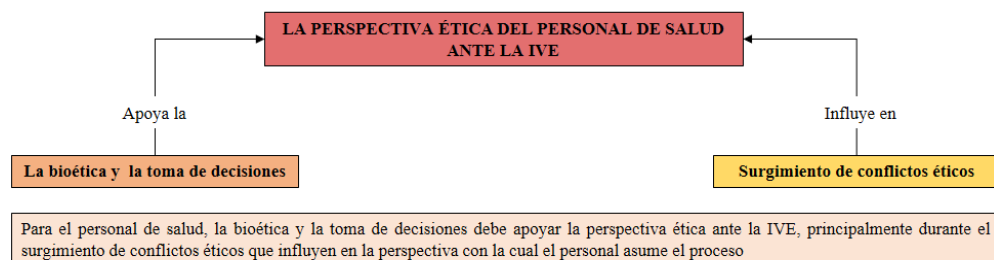 LA PERSPECTIVA ÉTICA DEL PERSONAL DE SALUD
ANTE LA IVE
Apoya la
Influye en
La bioética y la toma de decisiones
Surgimiento de conflictos éticos
Para el personal de salud, la bioética y la toma de decisiones debe apoyar la perspectiva ética ante la IVE, principalmente durante el
surgimiento de conflictos éticos que influyen en la perspectiva con la cual el personal asume el proceso